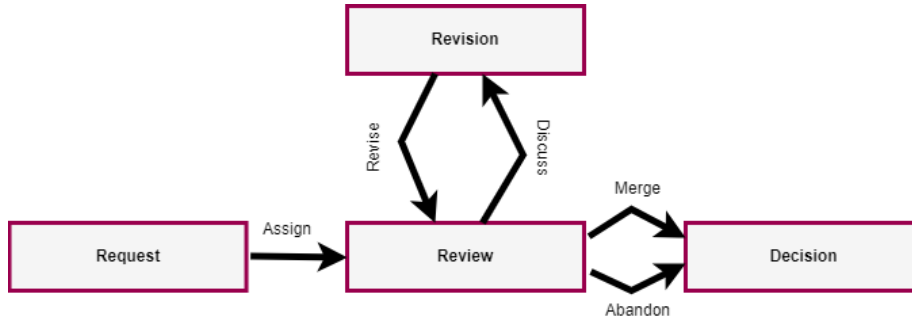 Revision
Revise
Discuss
Merge
Assign
Request
Review
Decision
Abandon